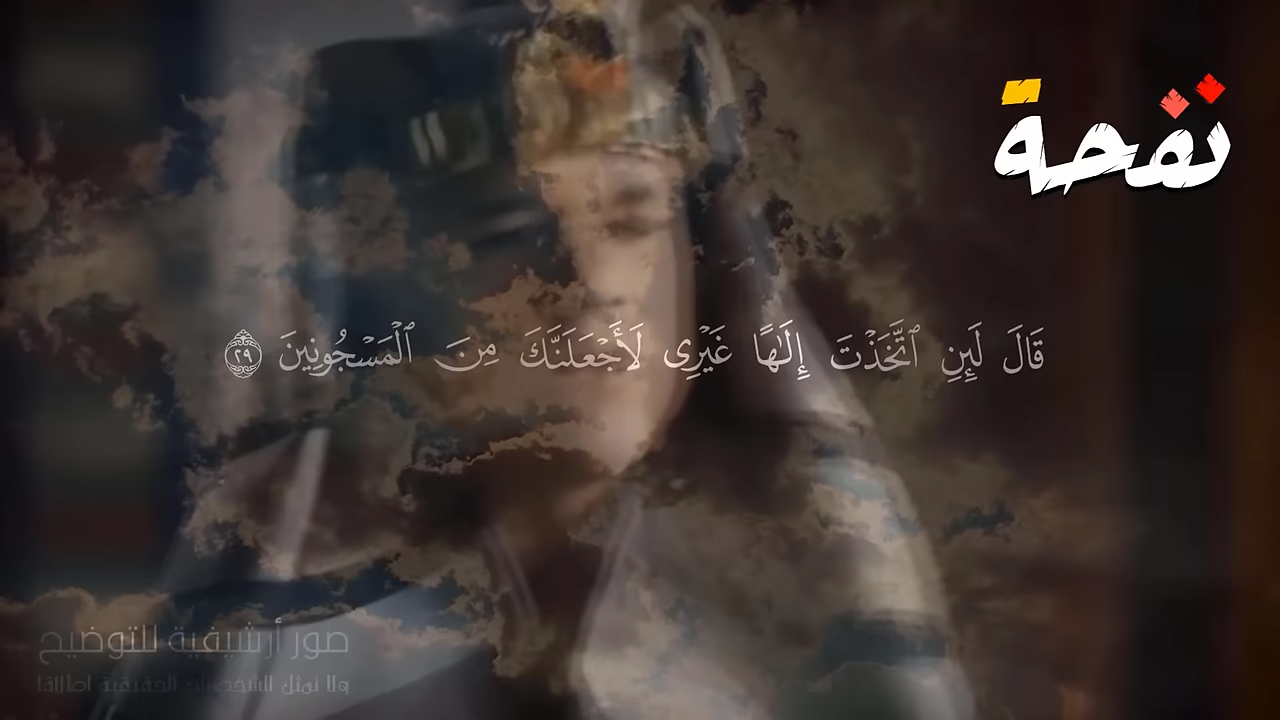 نفحة
قَالَ لَئِنِ ٱتَّخَذْتَ إِلَٰهًا غَيْرِى لَأَجْعَلَنَّكَ مِنَ ٱلْمَسْجُونِينَ ٢٩
صور أرشيفية للتوضيح
ولا تمثل الشخصيات الحقيقية اطلاقا